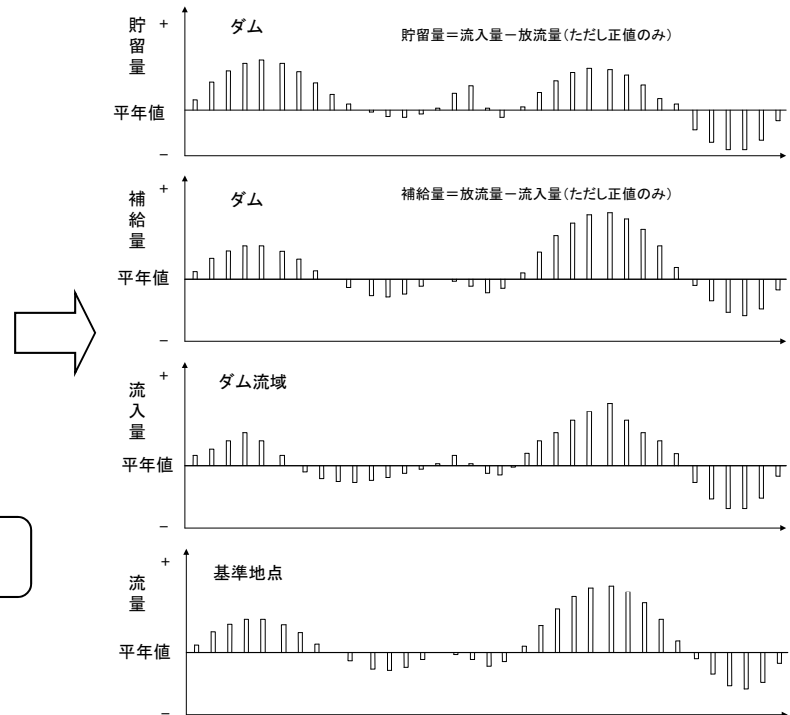 貯留量
+
ダム
貯留量＝流入量－放流量(ただし正値のみ)
平年値
−
補給量
+
ダム
補給量＝放流量－流入量(ただし正値のみ)
平年値
−
流入量
+
ダム流域
平年値
−
流量
+
基準地点
平年値
−